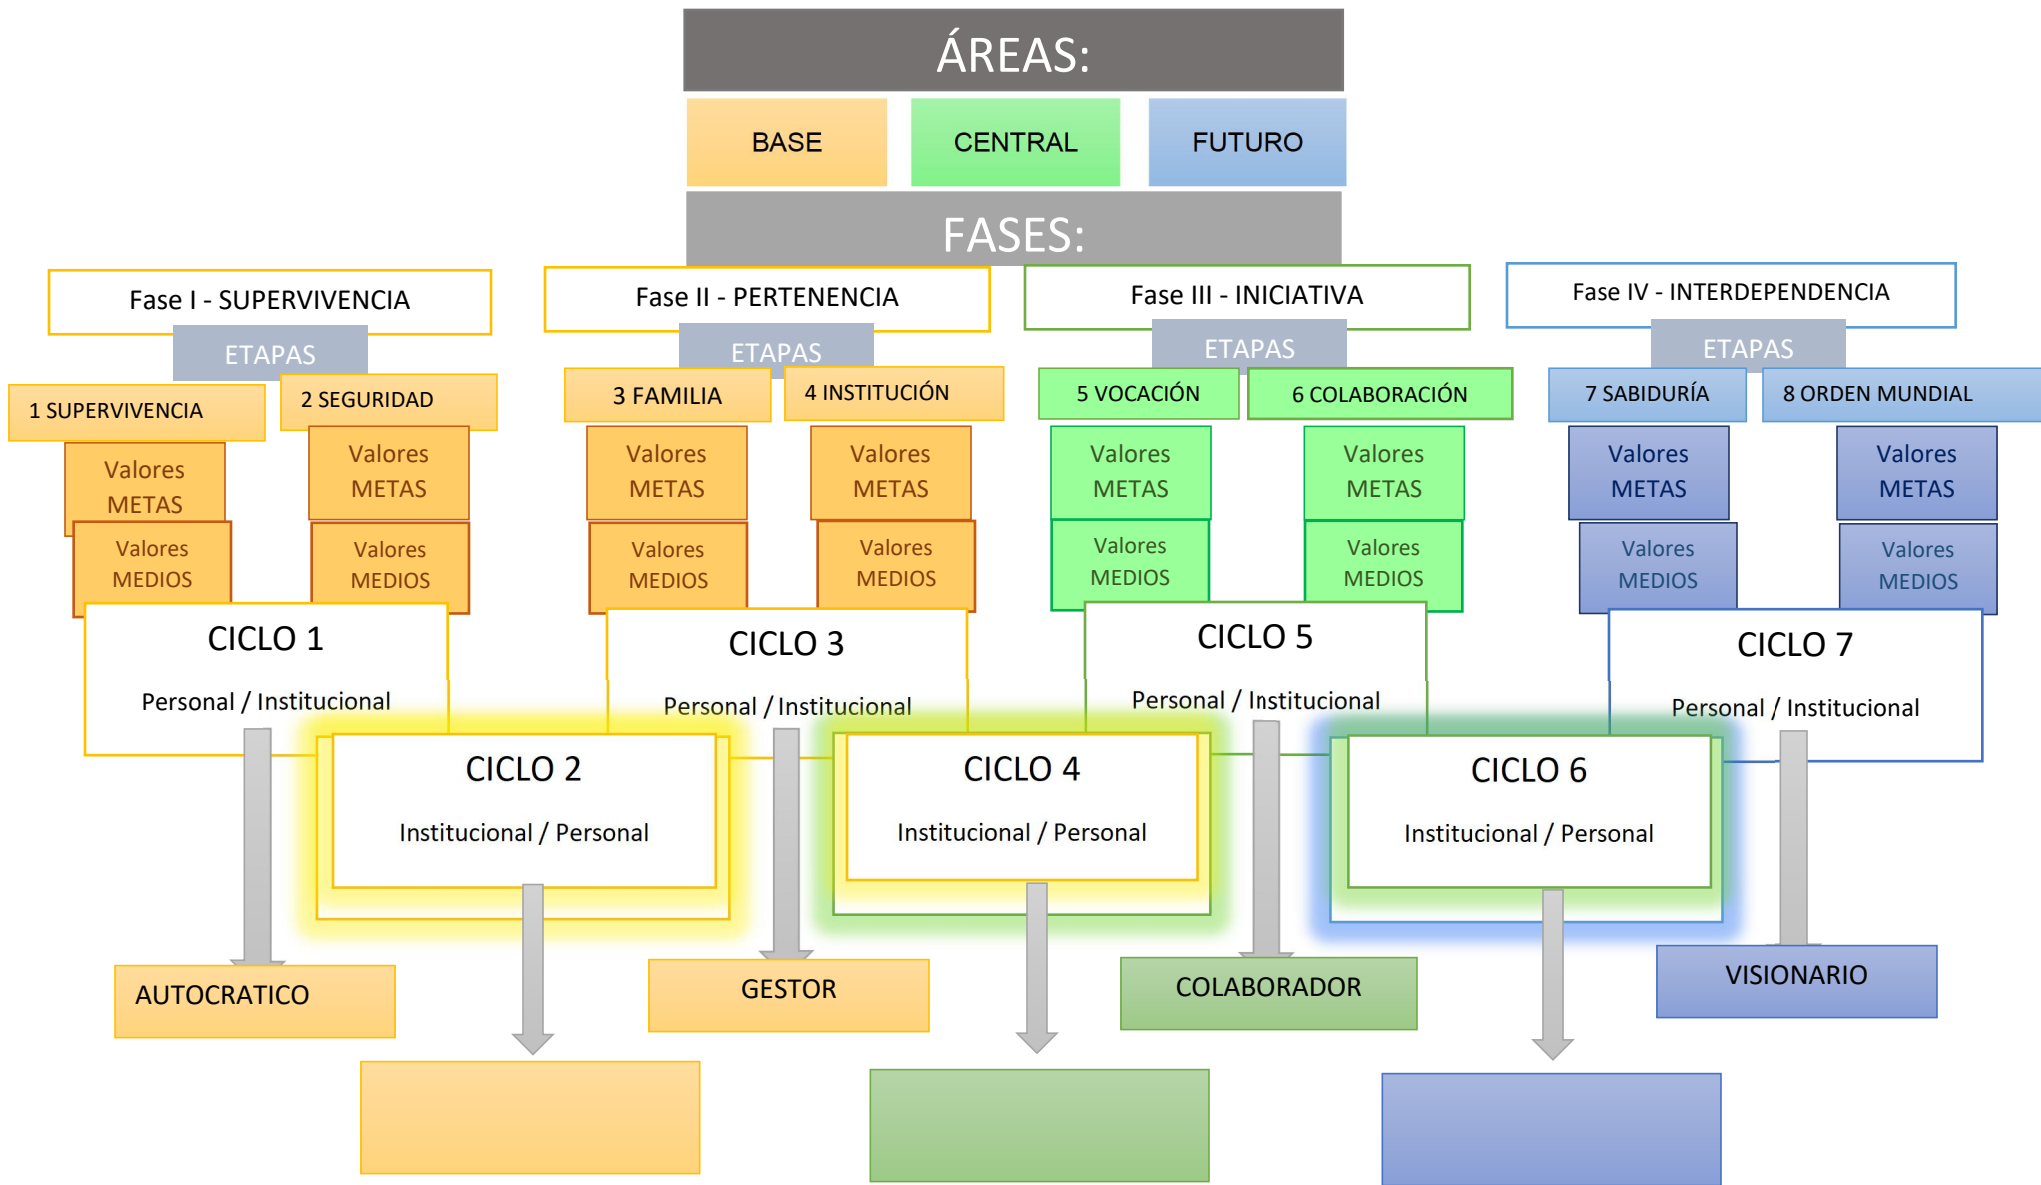 ÁREAS:
BASE
CENTRAL
FUTURO
FASES:
Fase I - SUPERVIVENCIA
Fase II - PERTENENCIA
Fase III - INICIATIVA
Fase IV - INTERDEPENDENCIA
ETAPAS
ETAPAS
ETAPAS
ETAPAS
1 SUPERVIVENCIA
2 SEGURIDAD
3 FAMILIA
4 INSTITUCIÓN
5 VOCACIÓN
6 COLABORACIÓN
7 SABIDURÍA
8 ORDEN MUNDIAL
Valores
METAS
Valores
METAS
Valores
METAS
Valores
METAS
Valores
METAS
Valores
METAS
Valores
METAS
Valores
METAS
Valores
MEDIOS
Valores
MEDIOS
Valores
MEDIOS
Valores
MEDIOS
Valores
MEDIOS
Valores
MEDIOS
Valores
MEDIOS
Valores
MEDIOS
CICLO 1
Personal / Institucional
CICLO 3
Personal / Institucional
CICLO 5
Personal / Institucional
CICLO 7
Personal / Institucional
CICLO 2
Institucional / Personal
CICLO 4
Institucional / Personal
CICLO 6
Institucional / Personal
AUTOCRATICO
GESTOR
COLABORADOR
VISIONARIO